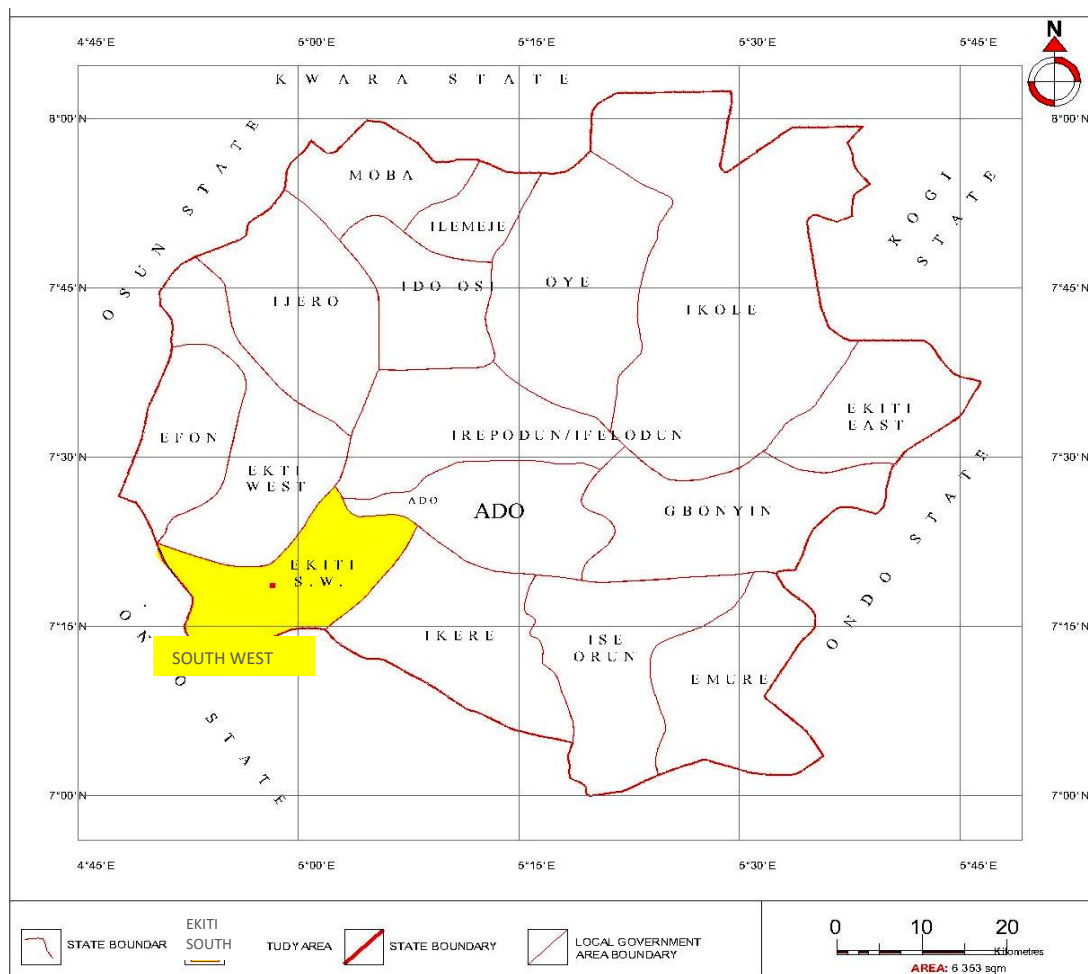 4°45' E 5°00' E 5°15' E 5°30' E 5°45' E
N
KWARA STATE
8°00' N 8°00' N
OSUN STATE
KOGI
STATE
MOBA
ILEMEJE
7°45' N 7°45' N
IJERO IDO OSI OYE IKOLE
EFON
IREPODUN/IFELODUN
EKITI
EAST
7°30' N 7°30' N
EKTI
WEST
ADO
ADO
GBONYIN
ONDO STATE
EKITI
S.W.
7°15' N 7°15' N
IKERE
ISE
ORUN
EMURE
SOUTH WEST
STATE
7°00' N 7°00' N
4°45' E 5°00' E 5°15' E 5°30' E 5°45' E
STATE BOUNDAR
EKITI
SOUTH
TUDY AREA
STATE BOUNDARY
LOCAL GOVERNMENT
AREA BOUNDARY
0 10 20
Kilometres
AREA: 6 353 sqm